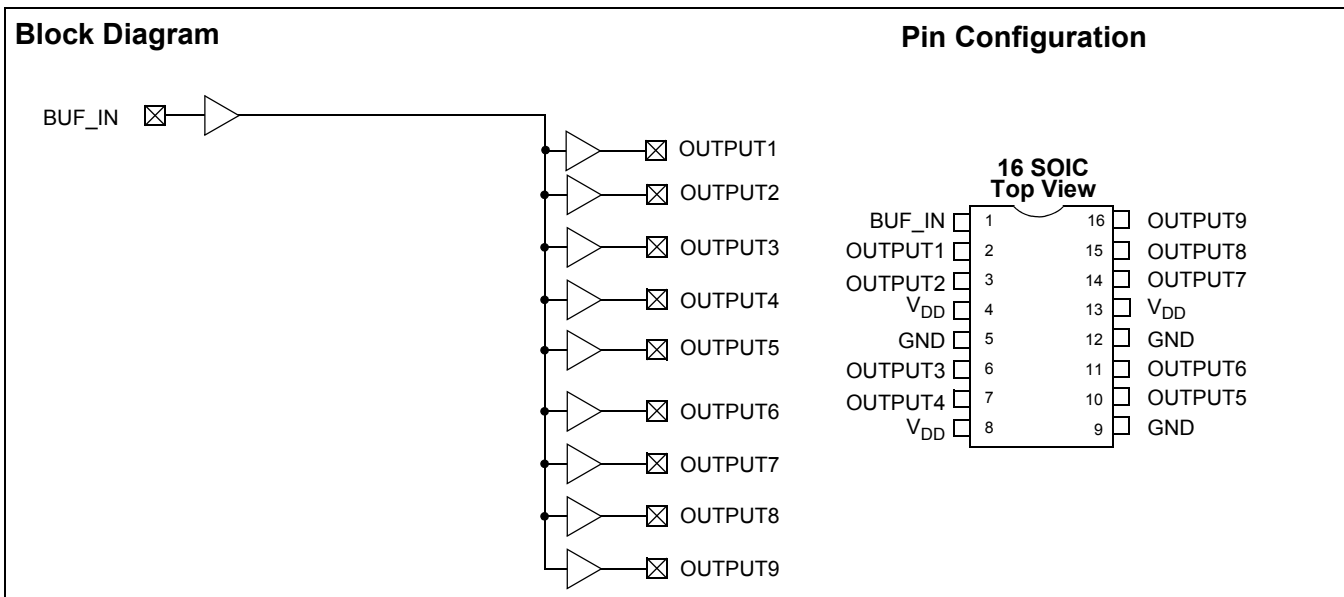 Block Diagram
BUF_IN
OUTPUT1
OUTPUT2
OUTPUT3
OUTPUT4
OUTPUT5
OUTPUT6
OUTPUT7
OUTPUT8
OUTPUT9
Pin Configuration
16 SOIC
Top View
BUF_IN 1 16 OUTPUT9
OUTPUT1 2 15 OUTPUT8
OUTPUT2 3 14 OUTPUT7
VDD 4 13 VDD
GND 5 12 GND
OUTPUT3 6 11 OUTPUT6
OUTPUT4 7 10 OUTPUT5
VDD 8 9 GND